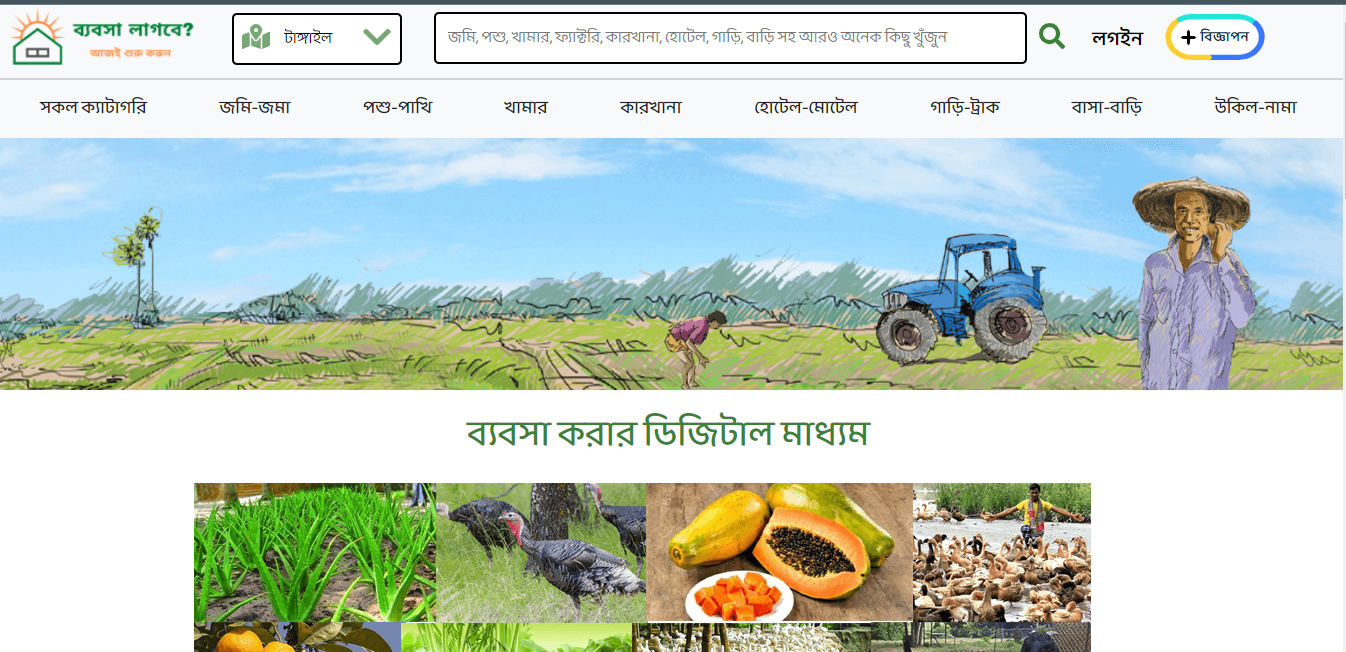 ব্যবসা লাগবে?
আজই শুরু করুন
টাঙ্গাইল
জমি, পশু, খামার, ফ্যাক্টরি, কারখানা, হোটেল, গাড়ি, বাড়ি সহ আরও অনেক কিছু খুঁজুন
লগইন
+ বিজ্ঞাপন
সকল ক্যাটাগরি জমি-জমা পশু-পাখি খামার কারখানা হোটেল-মোটেল গাড়ি-ট্রাক বাসা-বাড়ি উকিল-নামা
ব্যবসা করার ডিজিটাল মাধ্যম